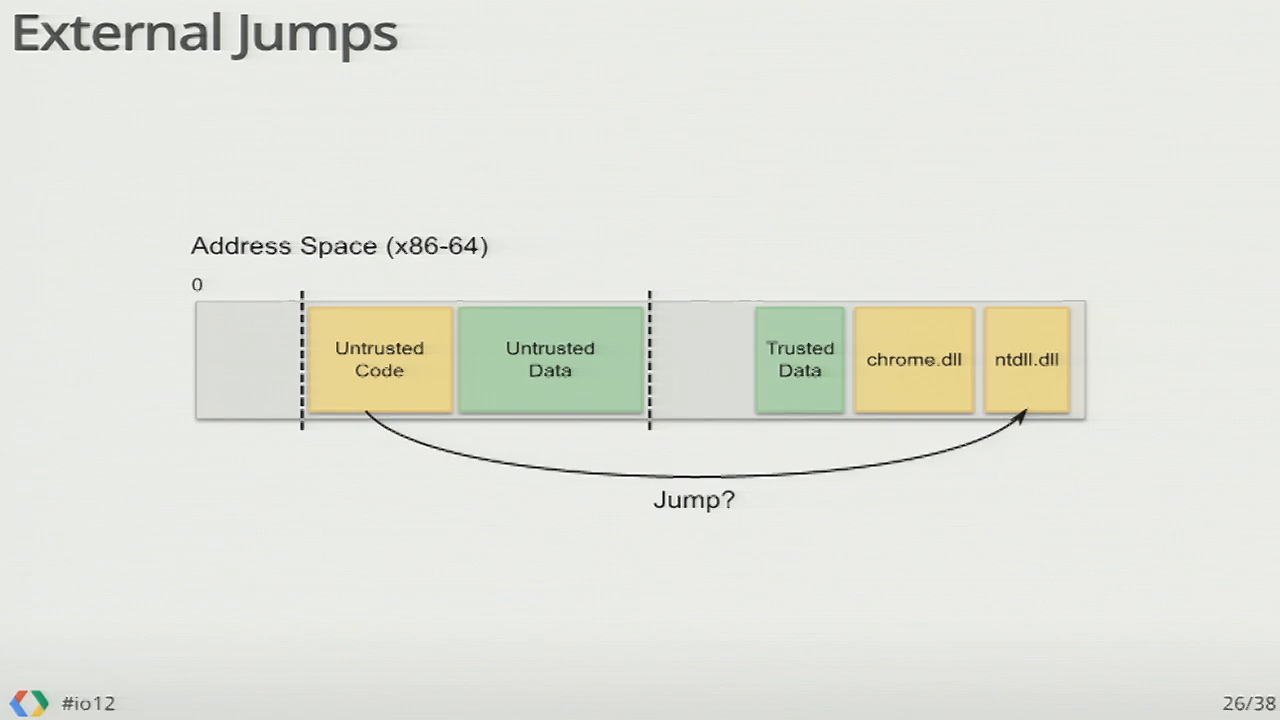 External Jumps
Address Space (x86-64)
0
Untrusted
Code
Untrusted
Data
Trusted
Data
chrome.dll
ntdll.dll
Jump?
#io12
26/38